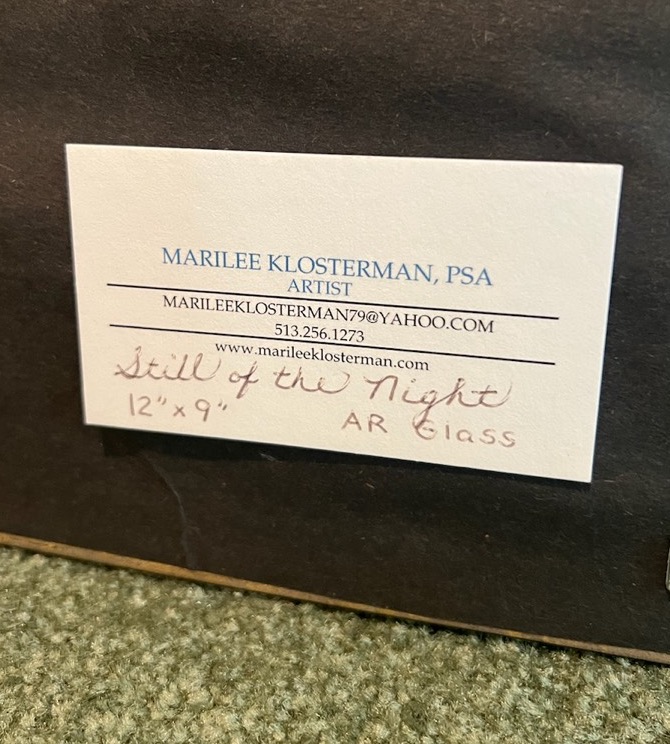 MARILEE KLOSTERMAN, PSA
ARTIST
MARILEEKLOSTERMAN79@YAHOO.COM
513.256.1273
www.marileeklosterman.com
Still of the Night
12" x 9" AR Glass